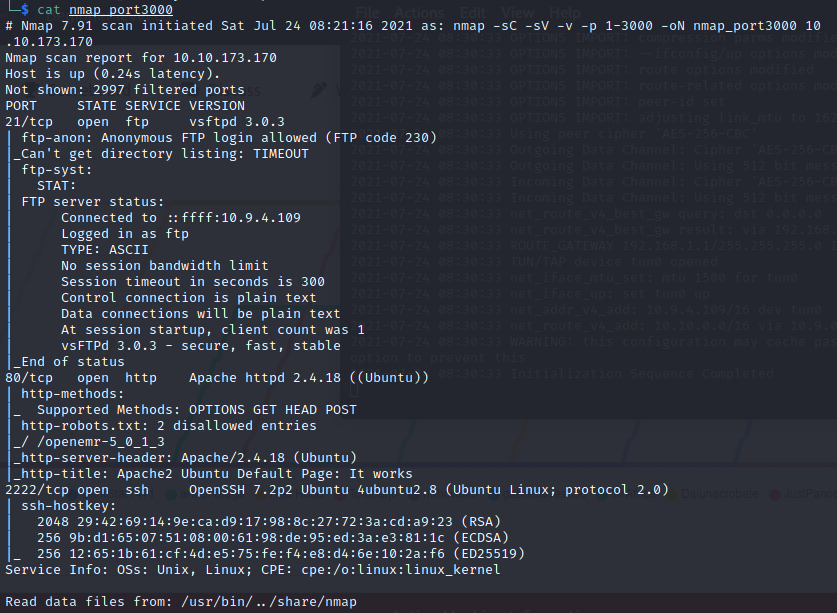 └─$ cat nmap_port3000
# Nmap 7.91 scan initiated Sat Jul 24 08:21:16 2021 as: nmap -sC -sV -v -p 1-3000 -oN nmap_port3000 10
.10.173.170
Nmap scan report for 10.10.173.170
Host is up (0.24s latency).
Not shown: 2997 filtered ports
PORT     STATE SERVICE VERSION
21/tcp   open  ftp     vsftpd 3.0.3
| ftp-anon: Anonymous FTP login allowed (FTP code 230)
|_Can't get directory listing: TIMEOUT
| ftp-syst:
|   STAT:
| FTP server status:
|      Connected to ::ffff:10.9.4.109
|      Logged in as ftp
|      TYPE: ASCII
|      No session bandwidth limit
|      Session timeout in seconds is 300
|      Control connection is plain text
|      Data connections will be plain text
|      At session startup, client count was 1
|      vsFTPd 3.0.3 - secure, fast, stable
|_End of status
80/tcp   open  http    Apache httpd 2.4.18 ((Ubuntu))
| http-methods:
|_  Supported Methods: OPTIONS GET HEAD POST
| http-robots.txt: 2 disallowed entries
|_/ /openemr-5_0_1_3
|_http-server-header: Apache/2.4.18 (Ubuntu)
|_http-title: Apache2 Ubuntu Default Page: It works
2222/tcp open  ssh     OpenSSH 7.2p2 Ubuntu 4ubuntu2.8 (Ubuntu Linux; protocol 2.0)
| ssh-hostkey:
|   2048 29:42:69:14:9e:ca:d9:17:98:8c:27:72:3a:cd:a9:23 (RSA)
|   256 9b:d1:65:07:51:08:00:61:98:de:95:ed:3a:e3:81:1c (ECDSA)
|_  256 12:65:1b:61:cf:4d:e5:75:fe:f4:e8:d4:6e:10:2a:f6 (ED25519)
Service Info: OSs: Unix, Linux; CPE: cpe:/o:linux:linux_kernel
Read data files from: /usr/bin/../share/nmap
File Actions Edit View Help